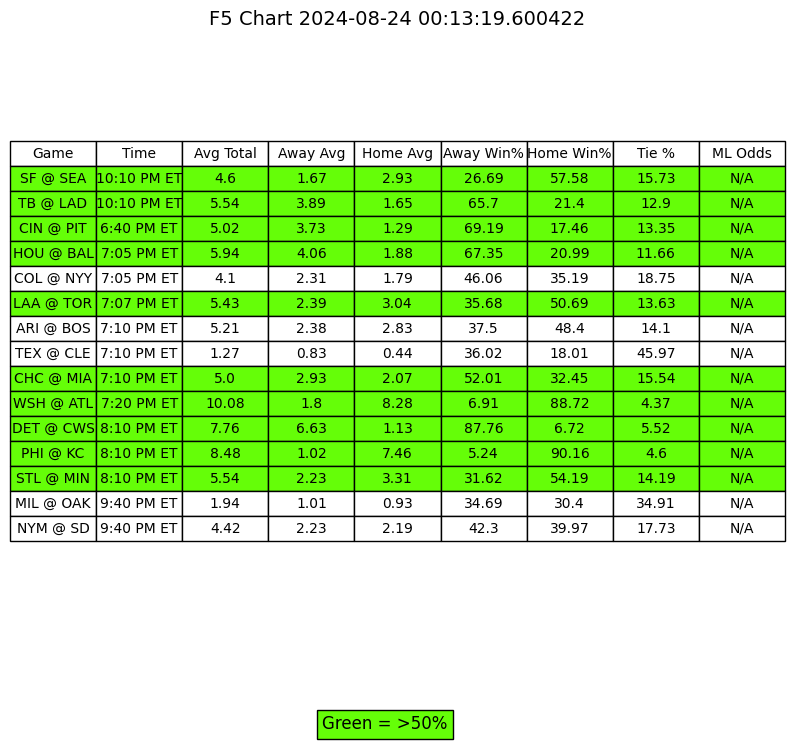 F5 Chart 2024-08-24 00:13:19.600422
Game Time Avg Total Away Avg Home Avg Away Win% Home Win% Tie % ML Odds
SF @ SEA 10:10 PM ET 4.6 1.67 2.93 26.69 57.58 15.73 N/A
TB @ LAD 10:10 PM ET 5.54 3.89 1.65 65.7 21.4 12.9 N/A
CIN @ PIT 6:40 PM ET 5.02 3.73 1.29 69.19 17.46 13.35 N/A
HOU @ BAL 7:05 PM ET 5.94 4.06 1.88 67.35 20.99 11.66 N/A
COL @ NYY 7:05 PM ET 4.1 2.31 1.79 46.06 35.19 18.75 N/A
LAA @ TOR 7:07 PM ET 5.43 2.39 3.04 35.68 50.69 13.63 N/A
ARI @ BOS 7:10 PM ET 5.21 2.38 2.83 37.5 48.4 14.1 N/A
TEX @ CLE 7:10 PM ET 1.27 0.83 0.44 36.02 18.01 45.97 N/A
CHC @ MIA 7:10 PM ET 5.0 2.93 2.07 52.01 32.45 15.54 N/A
WSH @ ATL 7:20 PM ET 10.08 1.8 8.28 6.91 88.72 4.37 N/A
DET @ CWS 8:10 PM ET 7.76 6.63 1.13 87.76 6.72 5.52 N/A
PHI @ KC 8:10 PM ET 8.48 1.02 7.46 5.24 90.16 4.6 N/A
STL @ MIN 8:10 PM ET 5.54 2.23 3.31 31.62 54.19 14.19 N/A
MIL @ OAK 9:40 PM ET 1.94 1.01 0.93 34.69 30.4 34.91 N/A
NYM @ SD 9:40 PM ET 4.42 2.23 2.19 42.3 39.97 17.73 N/A
Green = >50%